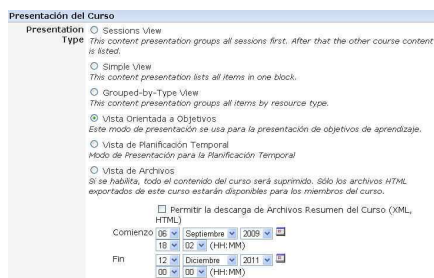 Presentación del Curso
Presentation Type
Sessions View
This content presentation groups all sessions first. After that the other course content
is listed.
Simple View
This content presentation lists all items in one block.
Grouped-by-Type View
This content presentation groups all items by resource type.
Vista Orientada a Objetivos
Este modo de presentación se usa para la presentación de objetivos de aprendizaje.
Vista de Planificación Temporal
Modo de Presentación para la Planificación Temporal
Vista de Archivos
Si se habilita, todo el contenido del curso será suprimido. Sólo los archivos HTML
exportados de este curso estarán disponibles para los miembros del curso.
Permitir la descarga de Archivos Resumen del Curso (XML,
HTML)
Comienzo 06 Septiembre 2009
18 02 (HH:MM)
Fin 12 Diciembre 2011
00 00 (HH:MM)